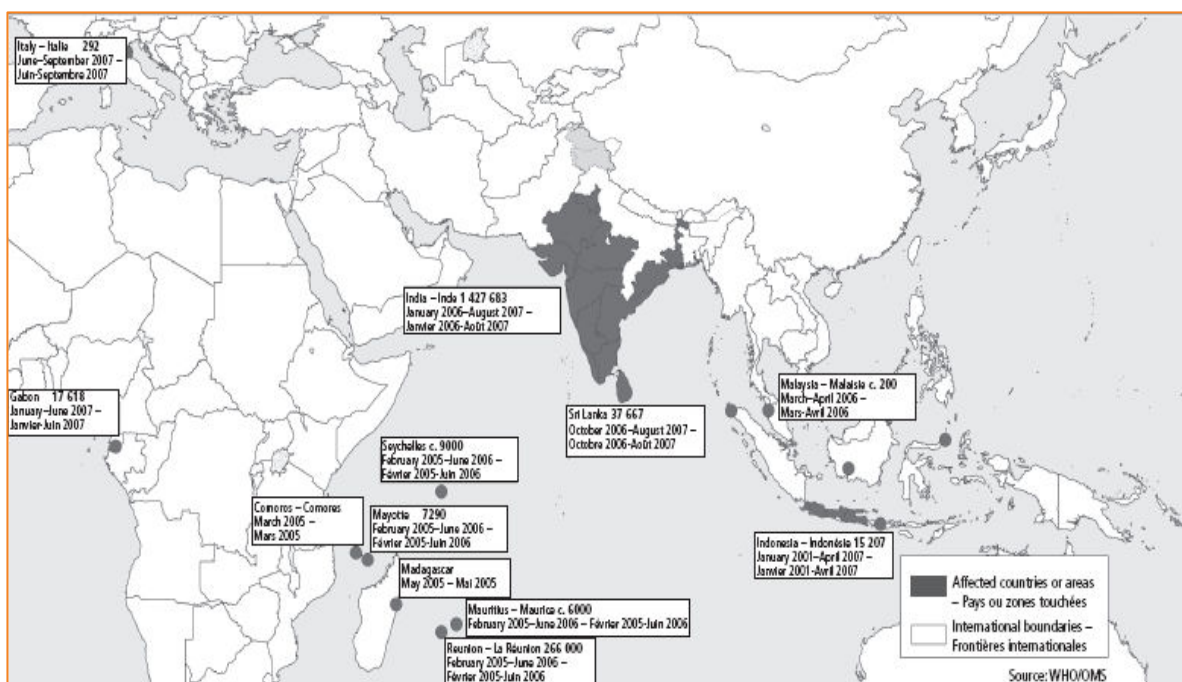 Italy – Italie 292
June–September 2007 –
Juin-Septembre 2007
India – Inde 1 427 683
January 2006–August 2007 –
Janvier 2006-Août 2007
Gabon 17 618
January–June 2007 –
Janvier-Juin 2007
Malaysia – Malaisie c. 200
March–April 2006 –
Mars-Avril 2006
Sri Lanka 37 667
October 2006–August 2007 –
Octobre 2006-Août 2007
Seychelles c. 9000
February 2005–June 2006 –
Février 2005-Juin 2006
Comoros – Comores
March 2005 –
Mars 2005
Mayotte 7290
February 2005–June 2006 –
Février 2005-Juin 2006
Indonesia – Indonésie 15 207
January 2001–April 2007 –
Janvier 2001-Avril 2007
Madagascar
May 2005 – Mai 2005
Mauritius – Maurice c. 6000
February 2005–June 2006 – Février 2005-Juin 2006
Reunion – La Réunion 266 000
February 2005–June 2006 –
Février 2005-Juin 2006
Affected countries or areas
– Pays ou zones touchées
International boundaries –
Frontières internationales
Source: WHO/OMS